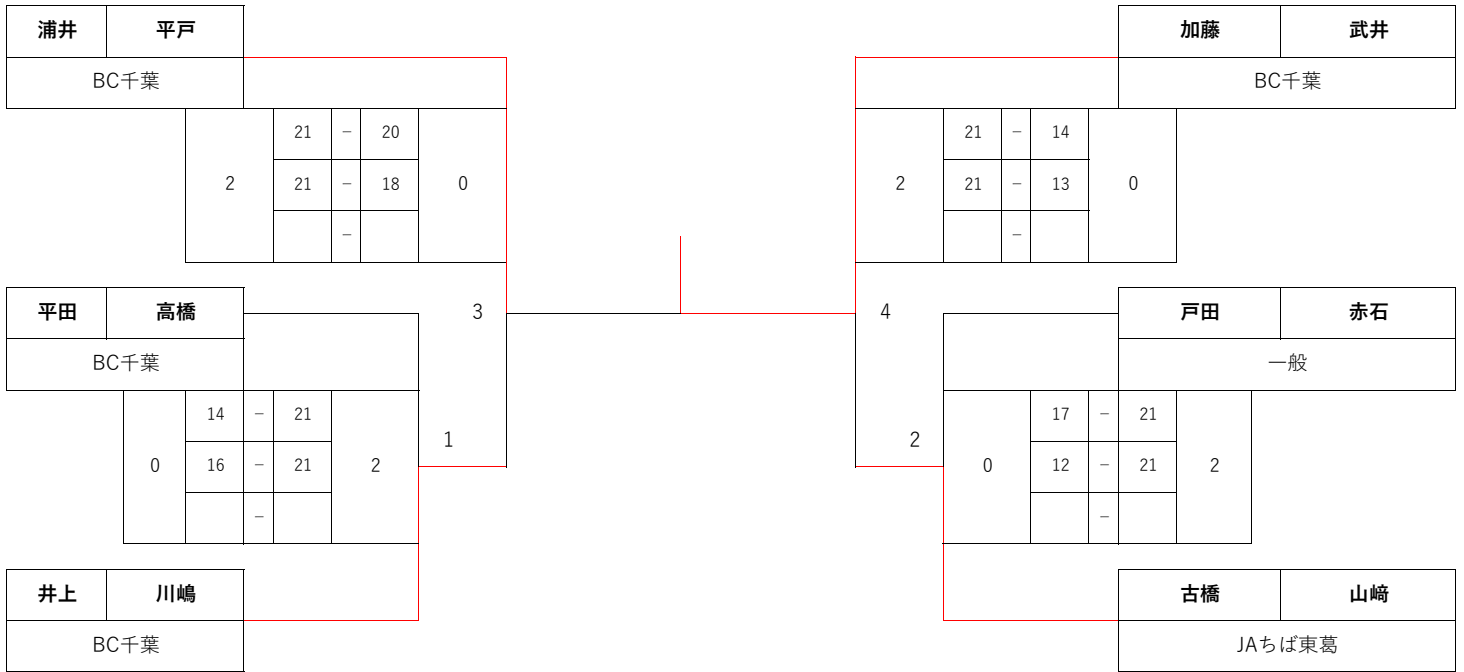 浦井 平戸
BC千葉
21 － 20
2 21 － 18 0
－
平田 高橋
BC千葉
3
14 － 21
1
0 16 － 21 2
－
井上 川嶋
BC千葉
加藤 武井
BC千葉
21 － 14
2 21 － 13 0
－
4
戸田 赤石
一般
17 － 21
2
0 12 － 21 2
－
古橋 山﨑
JAちば東葛